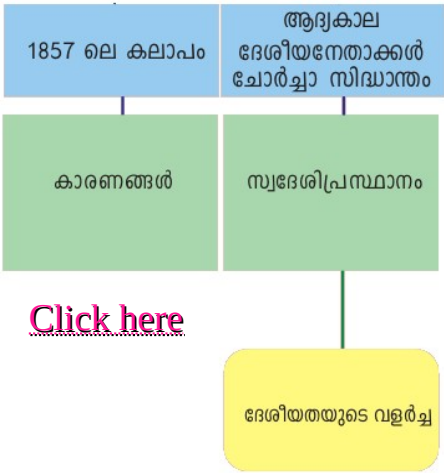 1857 ലെ കലാപം
ആദ്യകാല
ദേശീയനേതാക്കൾ
ചോർച്ചാ സിദ്ധാന്തം
കാരണങ്ങൾ
സ്വദേശിപ്രസ്ഥാനം
Click here
ദേശീയതയുടെ വളർച്ച